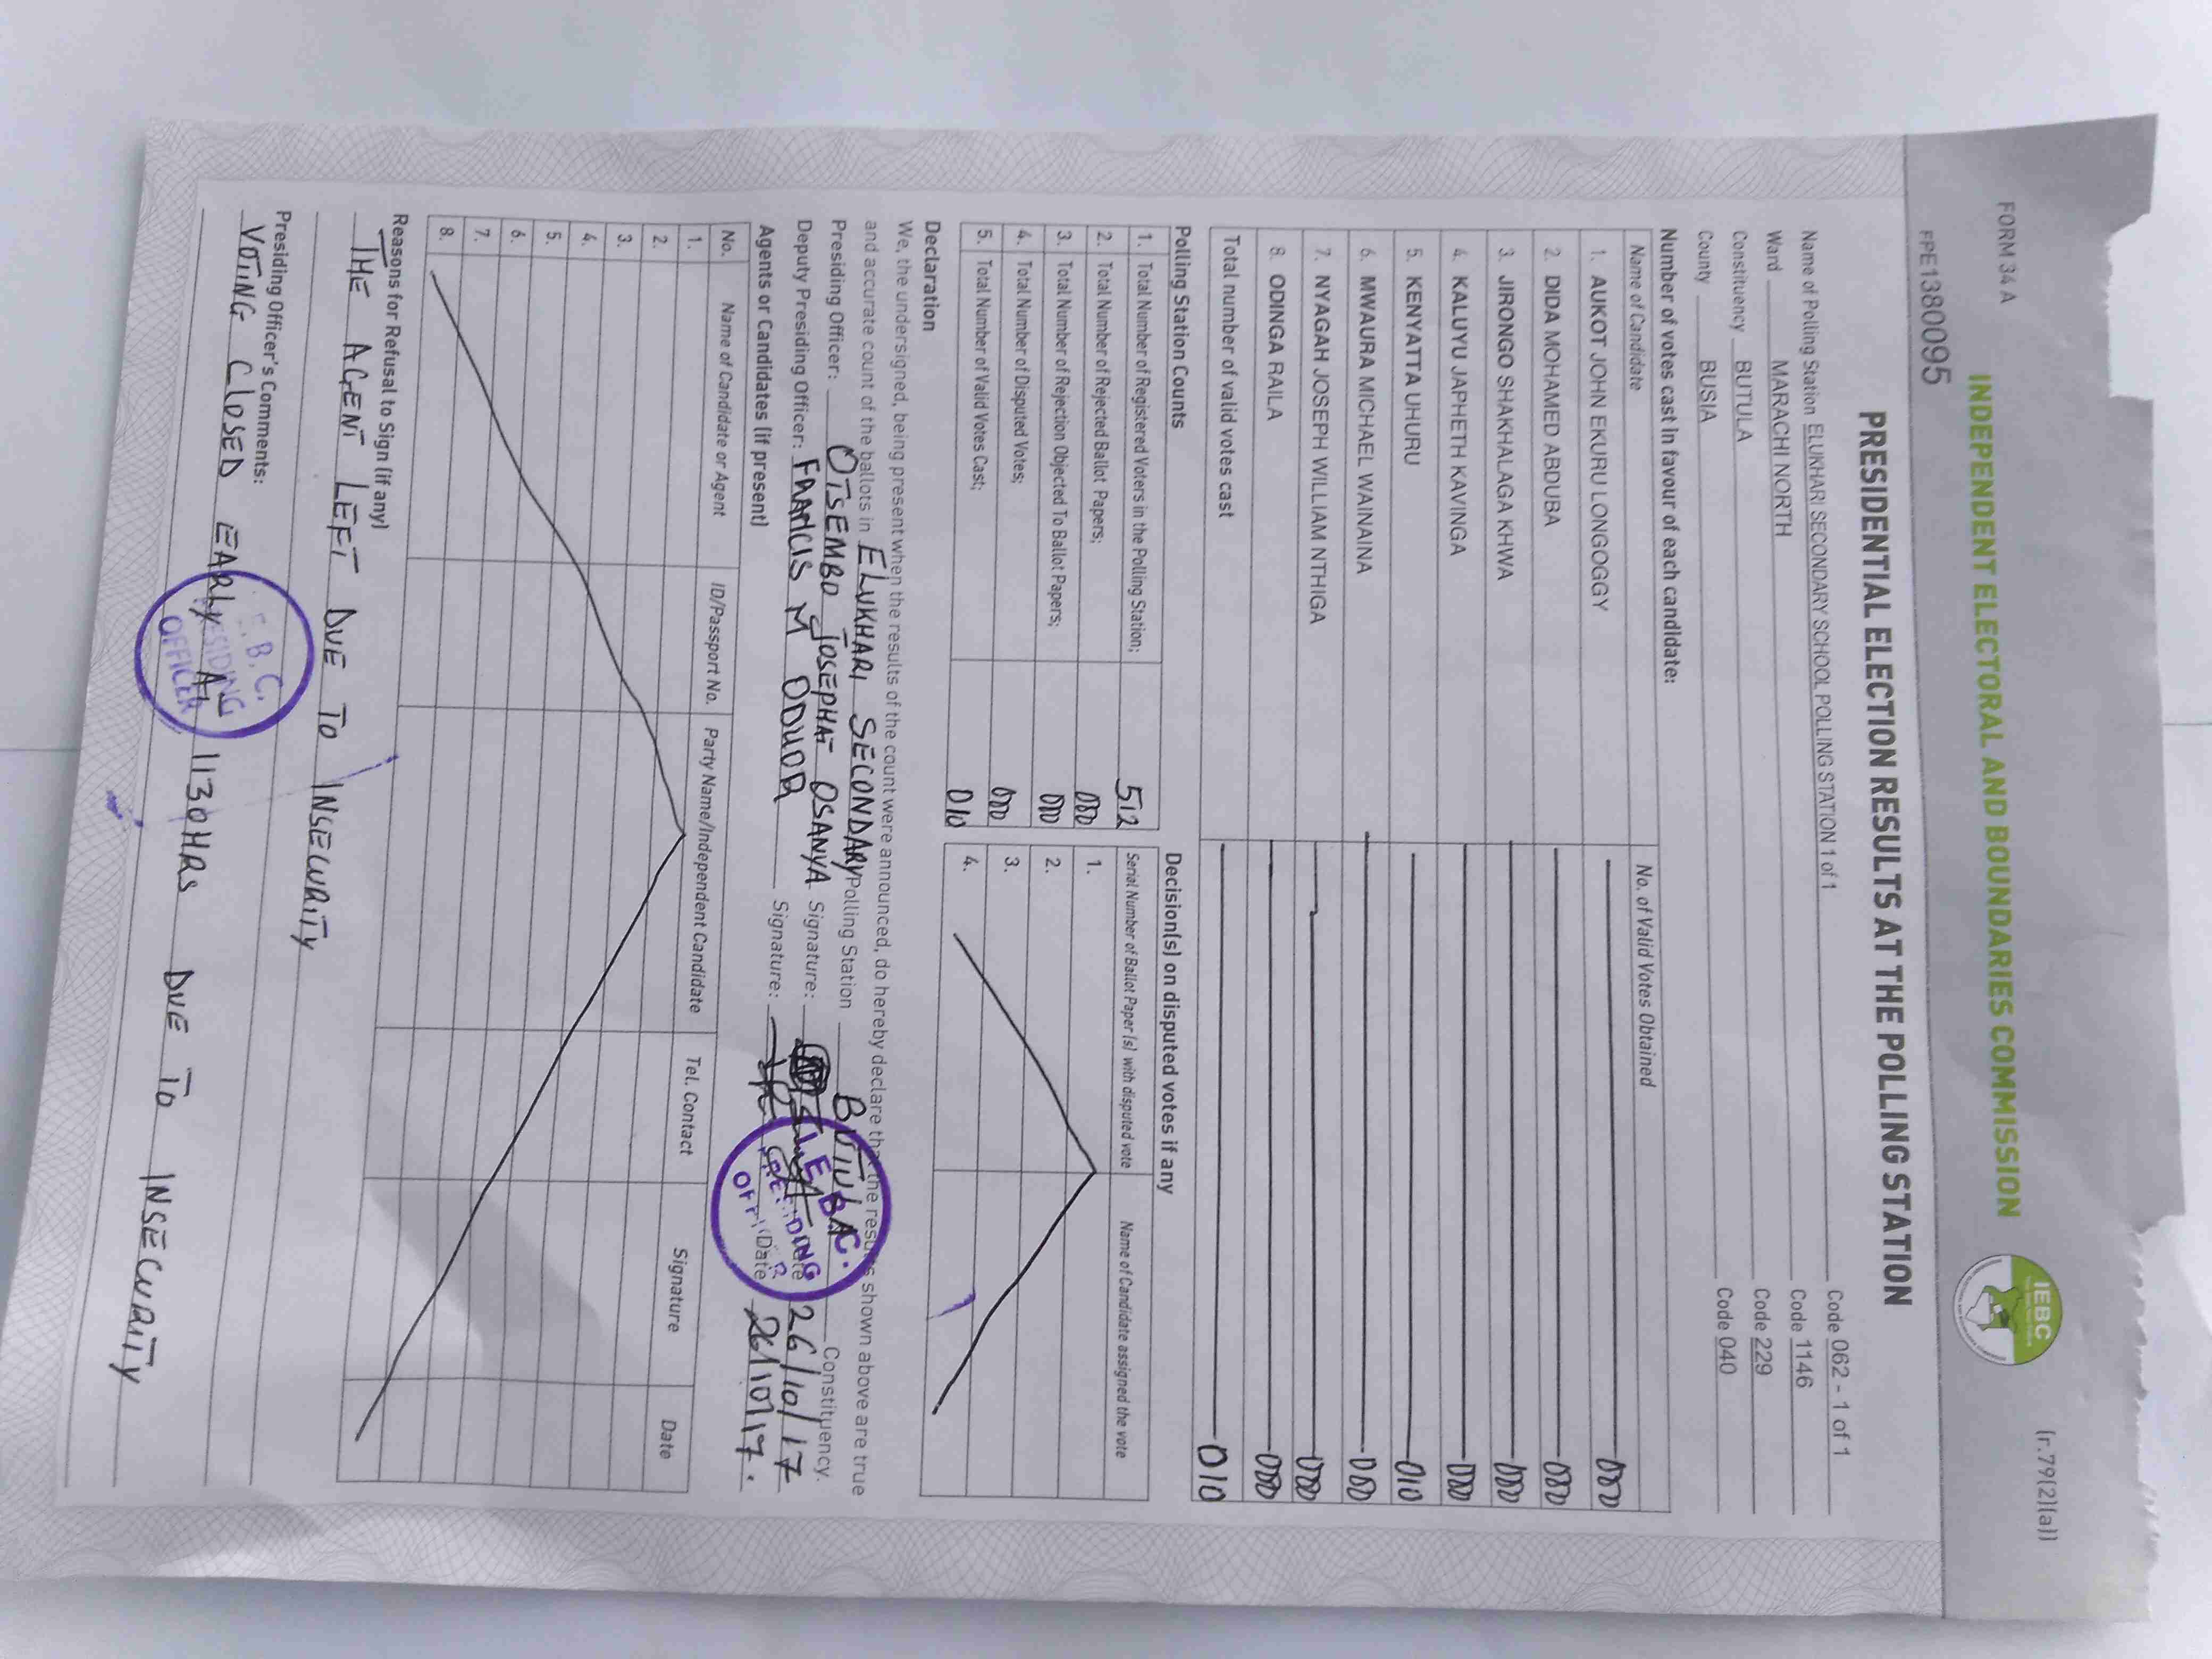 FORM 34 A
(r.79(2)(a))
INDEPENDENT ELECTORAL AND BOUNDARIES COMMISSION
IEBC
FPE1380095
PRESIDENTIAL ELECTION RESULTS AT THE POLLING STATION
Name of Polling Station ELUKHARI SECONDARY SCHOOL POLLING STATION 1 of 1 Code 062 - 1 of 1
Ward MARACHI NORTH Code 1146
Constituency BUTULA Code 229
County BUSIA Code 040
Number of votes cast in favour of each candidate:
Name of Candidate No. of Valid Votes Obtained
1. AUKOT JOHN EKURU LONGOGGY 000
2. DIDA MOHAMED ABDUBA 000
3. JIRONGO SHAKHALAGA KHWA 000
4. KALUYU JAPHETH KAVINGA 000
5. KENYATTA UHURU 010
6. MWAURA MICHAEL WAINAINA 000
7. NYAGAH JOSEPH WILLIAM NTHIGA 000
8. ODINGA RAILA 000
Total number of valid votes cast 010
Polling Station Counts
1. Total Number of Registered Voters in the Polling Station; 512
2. Total Number of Rejected Ballot Papers; 000
3. Total Number of Rejection Objected To Ballot Papers; 000
4. Total Number of Disputed Votes; 000
5. Total Number of Valid Votes Cast; 010
Decision(s) on disputed votes if any
Serial Number of Ballot Paper (s) with disputed vote Name of Candidate assigned the vote
1.
2.
3.
4.
Declaration
We, the undersigned, being present when the results of the count were announced, do hereby declare that the results shown above are true
and accurate count of the ballots in ELUKHARI SECONDARY Polling Station BUTULA Constituency.
Presiding Officer: OTSEMBO JOSEPHAT OSANYA Signature: Date 26/10/17
Deputy Presiding Officer: FRANCIS M ODUOR Signature: Date 26/10/17.
I.E.B.C. PRESIDING OFFICER
Agents or Candidates (if present)
No. Name of Candidate or Agent ID/Passport No. Party Name/Independent Candidate Tel. Contact Signature Date
1.
2.
3.
4.
5.
6.
7.
8.
Reasons for Refusal to Sign (if any)
THE AGENT LEFT DUE TO INSECURITY
Presiding Officer's Comments:
VOTING CLOSED EARLY AT 1130HRS DUE TO INSECURITY
I.E.B.C. PRESIDING OFFICER